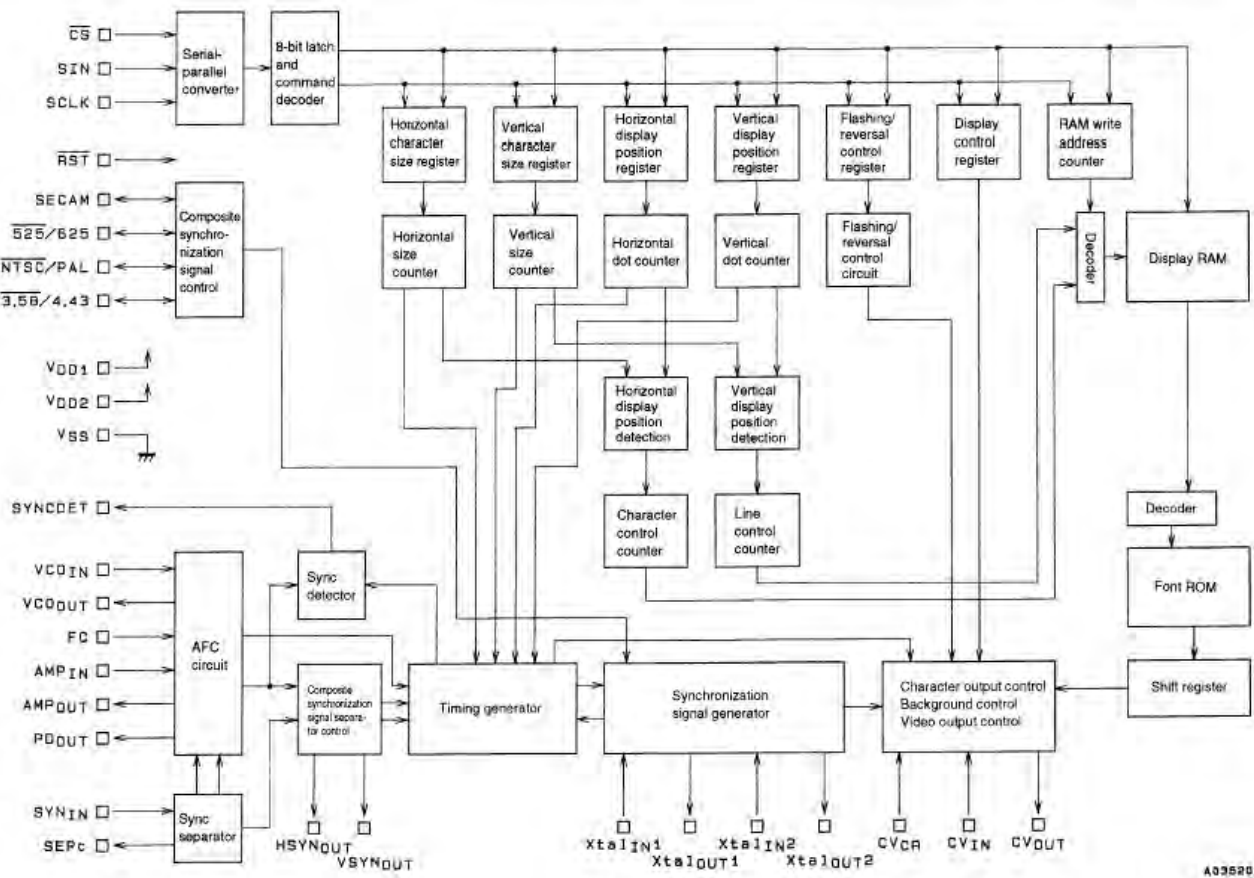 CS
SIN
SCLK
RST
SECAM
525/625
NTSC/PAL
3.58/4.43
VDD1
VDD2
VSS
SYNCDET
VCOIN
VCOOUT
FC
AMPIN
AMPOUT
PDOUT
SYNIN
SEPC
Serial-
parallel
converter
8-bit latch
and
command
decoder
Horizontal
character
size register
Vertical
character
size register
Horizontal
display
position
register
Vertical
display
position
register
Flashing/
reversal
control
register
Display
control
register
RAM write
address
counter
Composite
synchro-
nization
signal
control
Horizontal
size
counter
Vertical
size
counter
Horizontal
dot counter
Vertical
dot counter
Flashing/
reversal
control
circuit
Decoder
Display RAM
Horizontal
display
position
detection
Vertical
display
position
detection
Character
control
counter
Line
control
counter
Decoder
Font ROM
Shift register
Sync
detector
AFC
circuit
Composite
synchronization
signal separa-
tor control
Timing generator
Synchronization
signal generator
Character output control
Background control
Video output control
Sync
separator
HSYNOUT
VSYNOUT
XtalIN1
XtalOUT1
XtalIN2
XtalOUT2
CVCR
CVIN
CVOUT
A03520